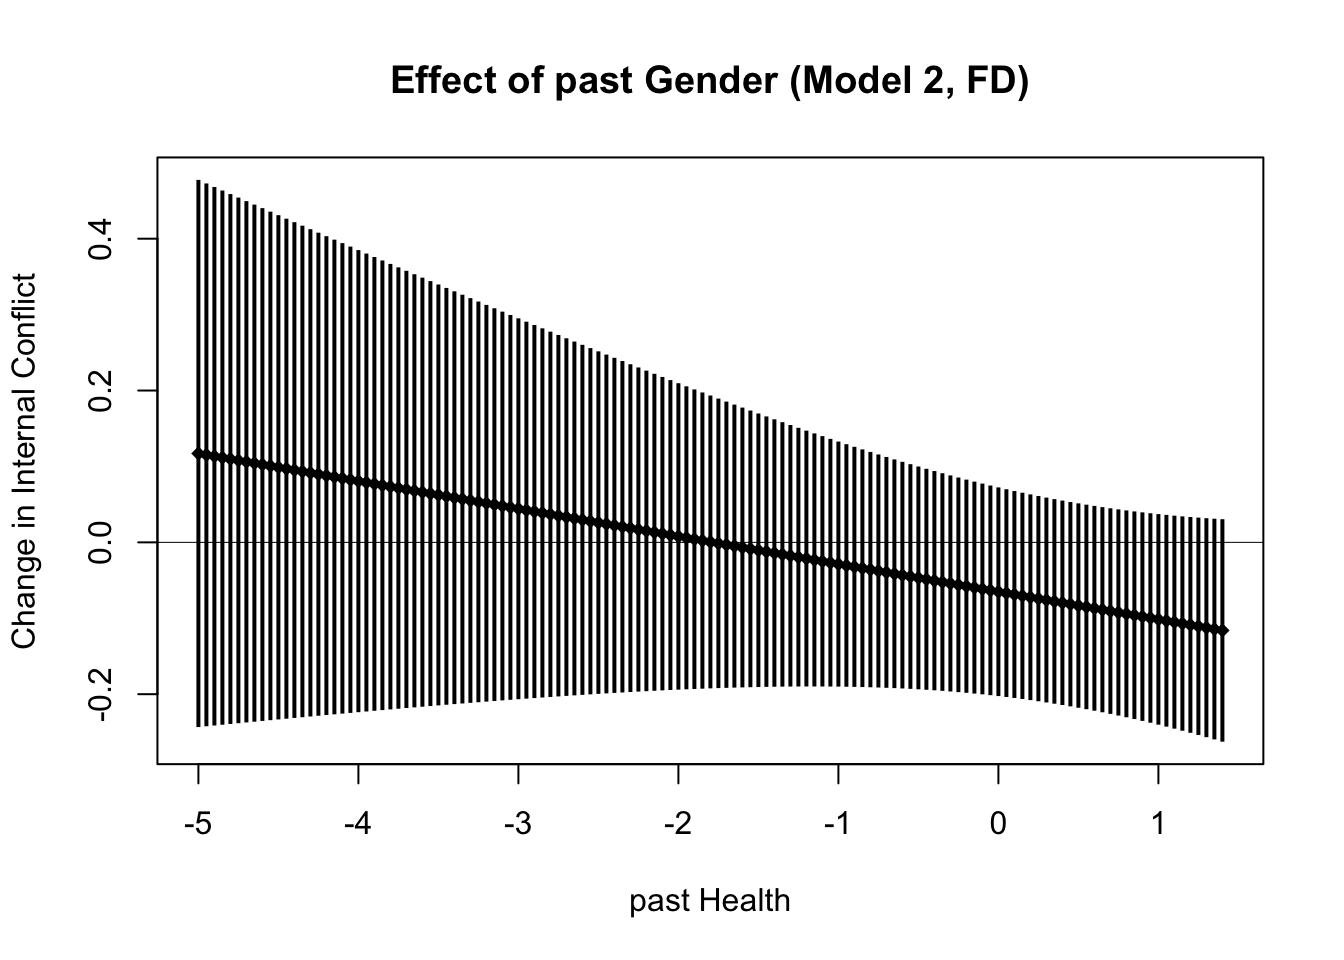 Effect of past Gender (Model 2, FD)
Change in Internal Conflict
0.4
0.2
0.0
-0.2
-5 -4 -3 -2 -1 0 1
past Health